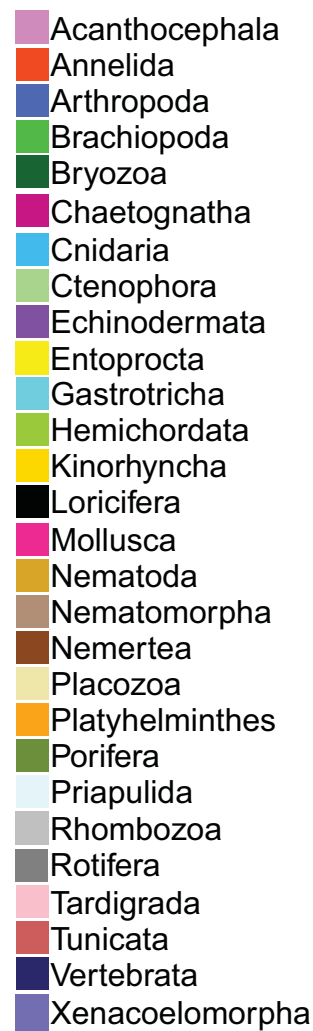 Acanthocephala
Annelida
Arthropoda
Brachiopoda
Bryozoa
Chaetognatha
Cnidaria
Ctenophora
Echinodermata
Entoprocta
Gastrotricha
Hemichordata
Kinorhyncha
Loricifera
Mollusca
Nematoda
Nematomorpha
Nemertea
Placozoa
Platyhelminthes
Porifera
Priapulida
Rhombozoa
Rotifera
Tardigrada
Tunicata
Vertebrata
Xenacoelomorpha